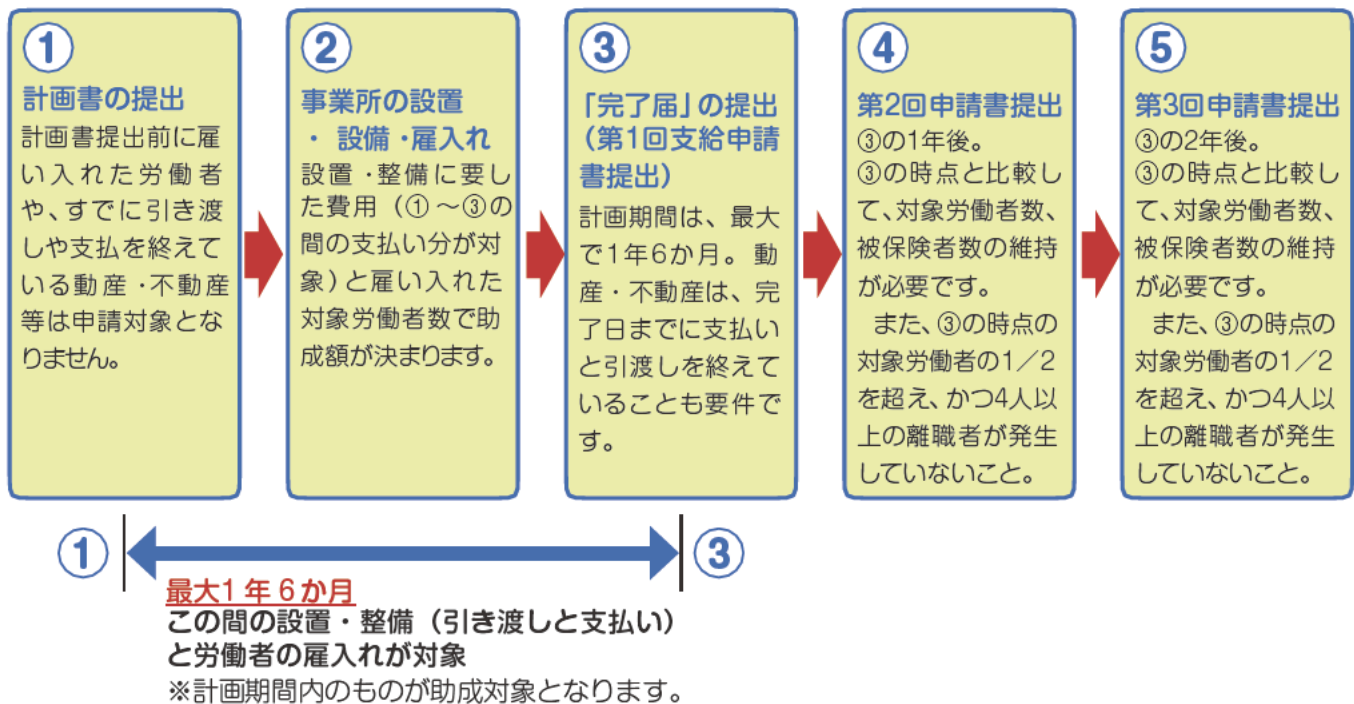 ①
計画書の提出
計画書提出前に雇
い入れた労働者
や、すでに引き渡
しや支払を終えて
いる動産・不動産
等は申請対象とな
りません。
②
事業所の設置
・設備・雇入れ
設置・整備に要し
た費用（①～③の
間の支払い分が対
象）と雇い入れた
対象労働者数で助
成額が決まります。
③
「完了届」の提出
（第1回支給申請
書提出）
計画期間は、最大
で1年6か月。動
産・不動産は、完
了日までに支払い
と引渡しを終えて
いることも要件で
す。
④
第2回申請書提出
③の1年後。
③の時点と比較し
て、対象労働者数、
被保険者数の維持
が必要です。
また、③の時点の
対象労働者の1／2
を超え、かつ4人以
上の離職者が発生
していないこと。
⑤
第3回申請書提出
③の2年後。
③の時点と比較し
て、対象労働者数、
被保険者数の維持
が必要です。
また、③の時点の
対象労働者の1／2
を超え、かつ4人以
上の離職者が発生
していないこと。
① ③
最大1年6か月
この間の設置・整備（引き渡しと支払い）
と労働者の雇入れが対象
※計画期間内のものが助成対象となります。